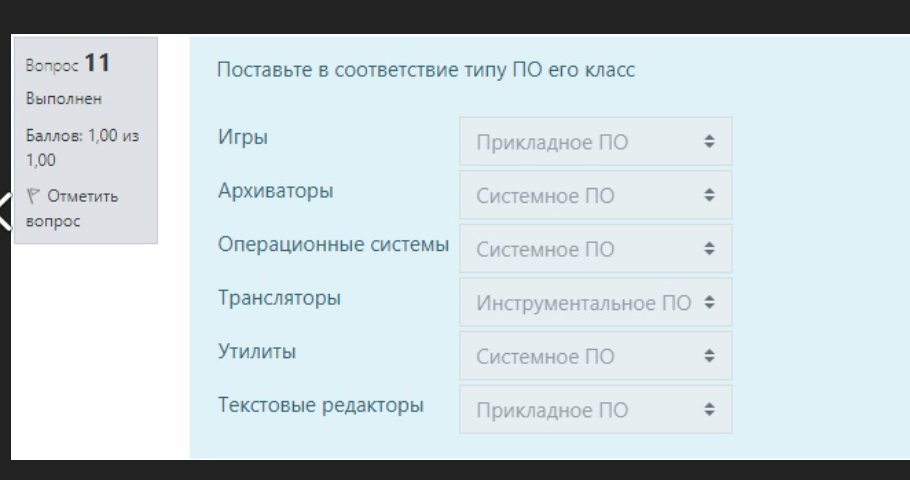 Вопрос 11
Выполнен
Баллов: 1,00 из
1,00
Отметить
вопрос
Поставьте в соответствие типу ПО его класс
Игры Прикладное ПО
Архиваторы Системное ПО
Операционные системы Системное ПО
Трансляторы Инструментальное ПО
Утилиты Системное ПО
Текстовые редакторы Прикладное ПО